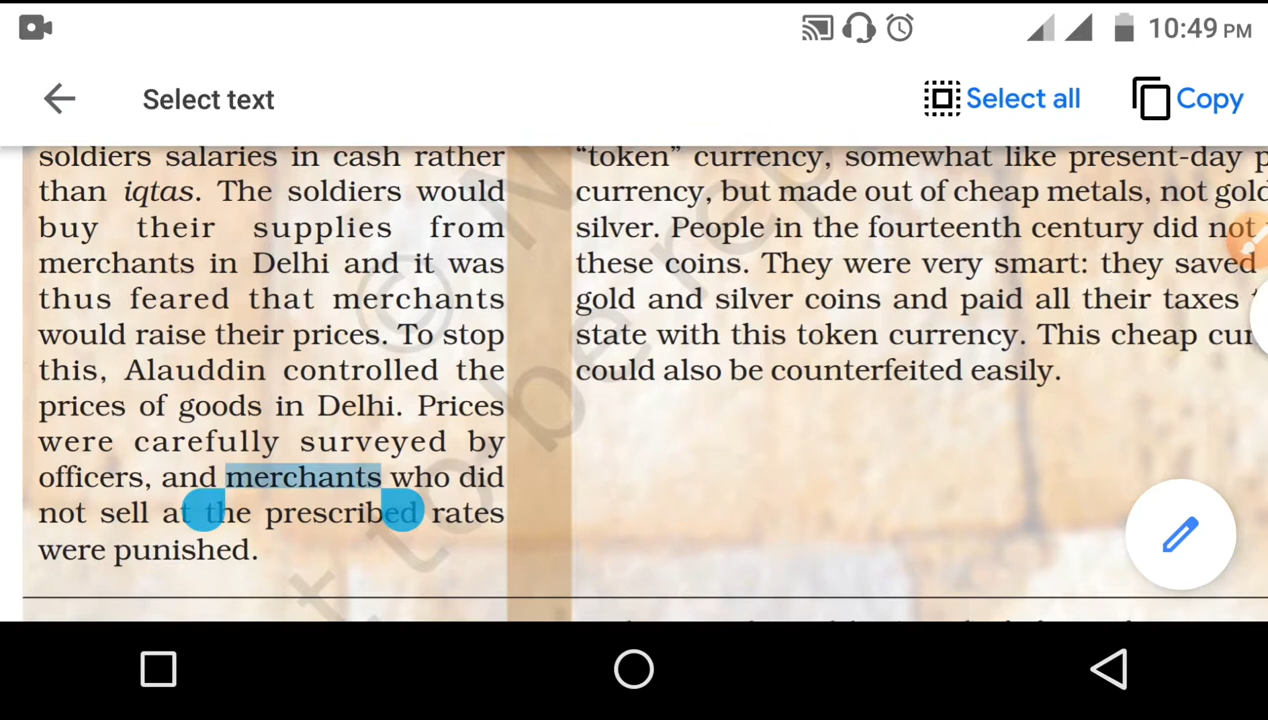 10:49 PM
Select text
Select all
Copy
soldiers salaries in cash rather
than iqtas. The soldiers would
buy their supplies from
merchants in Delhi and it was
thus feared that merchants
would raise their prices. To stop
this, Alauddin controlled the
prices of goods in Delhi. Prices
were carefully surveyed by
officers, and merchants who did
not sell at the prescribed rates
were punished.
"token" currency, somewhat like present-day p
currency, but made out of cheap metals, not gold
silver. People in the fourteenth century did not
these coins. They were very smart: they saved
gold and silver coins and paid all their taxes
state with this token currency. This cheap cur
could also be counterfeited easily.